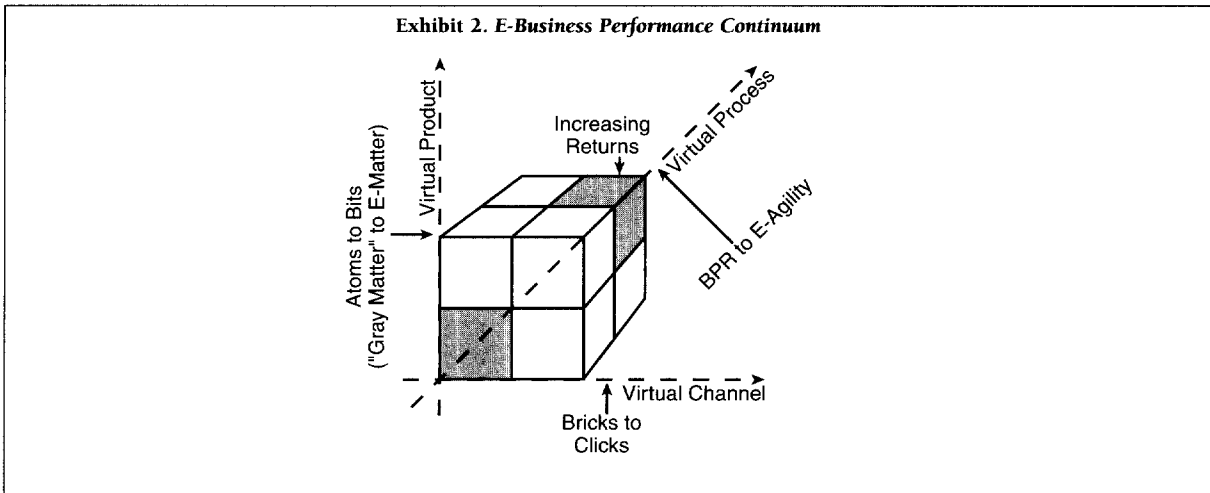 Exhibit 2. E-Business Performance Continuum
Virtual Product
Atoms to Bits
("Gray Matter" to E-Matter)
Increasing
Returns
Virtual Process
BPR to E-Agility
Virtual Channel
Bricks to
Clicks